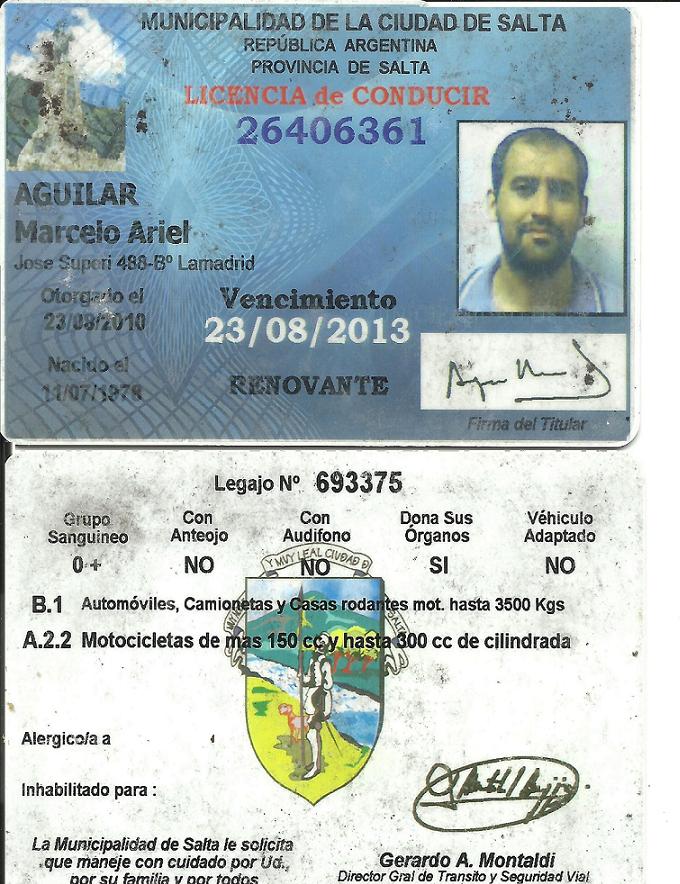 MUNICIPALIDAD DE LA CIUDAD DE SALTA
REPÚBLICA ARGENTINA
PROVINCIA DE SALTA
LICENCIA de CONDUCIR
26406361
AGUILAR
Marcelo Ariel
Jose Superi 488-Bº Lamadrid
Otorgado el
23/08/2010
Vencimiento
23/08/2013
Nacido el
11/07/1978
RENOVANTE
Firma del Titular
Legajo Nº 693375
Grupo Sanguineo
Con Anteojo
Con Audifono
Dona Sus Órganos
Véhiculo Adaptado
0 +
NO
NO
SI
NO
Y MUY LEAL CIUDAD D
B.1 Automóviles, Camionetas y Casas rodantes mot. hasta 3500 Kgs
A.2.2 Motocicletas de mas 150 cc y hasta 300 cc de cilindrada
Alergico/a a
Inhabilitado para :
La Municipalidad de Salta le solicita
que maneje con cuidado por Ud.,
por su familia y por todos
Gerardo A. Montaldi
Director Gral de Transito y Seguridad Vial